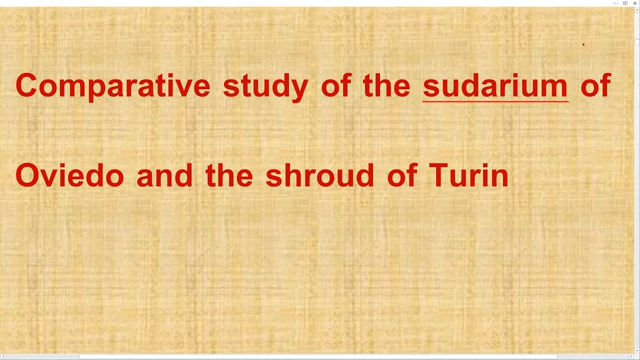 Comparative study of the sudarium of
Oviedo and the shroud of Turin